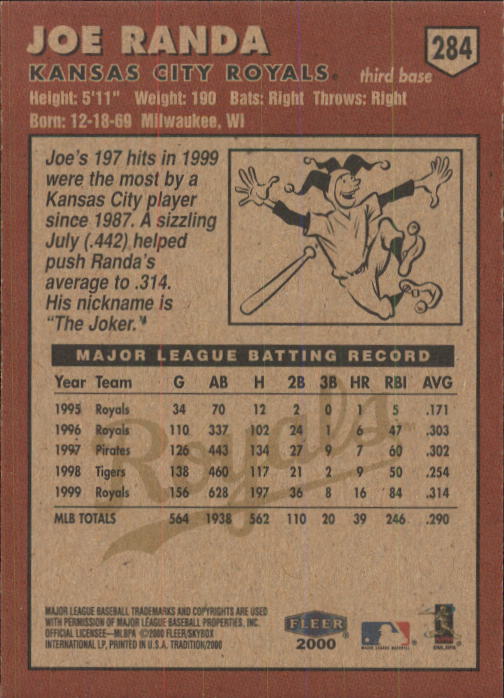 JOE RANDA
284
KANSAS CITY ROYALS® third base
Height: 5'11" Weight: 190 Bats: Right Throws: Right
Born: 12-18-69 Milwaukee, WI
Joe's 197 hits in 1999
were the most by a
Kansas City player
since 1987. A sizzling
July (.442) helped
push Randa's
average to .314.
His nickname is
"The Joker."
MAJOR LEAGUE BATTING RECORD
Year Team G AB H 2B 3B HR RBI AVG
1995 Royals 34 70 12 2 0 1 5 .171
1996 Royals 110 337 102 24 1 6 47 .303
1997 Pirates 126 443 134 27 9 7 60 .302
1998 Tigers 138 460 117 21 2 9 50 .254
1999 Royals 156 628 197 36 8 16 84 .314
MLB TOTALS 564 1938 562 110 20 39 246 .290
Royals
MAJOR LEAGUE BASEBALL TRADEMARKS AND COPYRIGHTS ARE USED
WITH PERMISSION OF MAJOR LEAGUE BASEBALL PROPERTIES, INC.
OFFICIAL LICENSEE—MLBPA ©2000 FLEER/SKYBOX
INTERNATIONAL LP, PRINTED IN U.S.A. TRADITION/2000
FLEER
2000
MAJOR LEAGUE BASEBALL